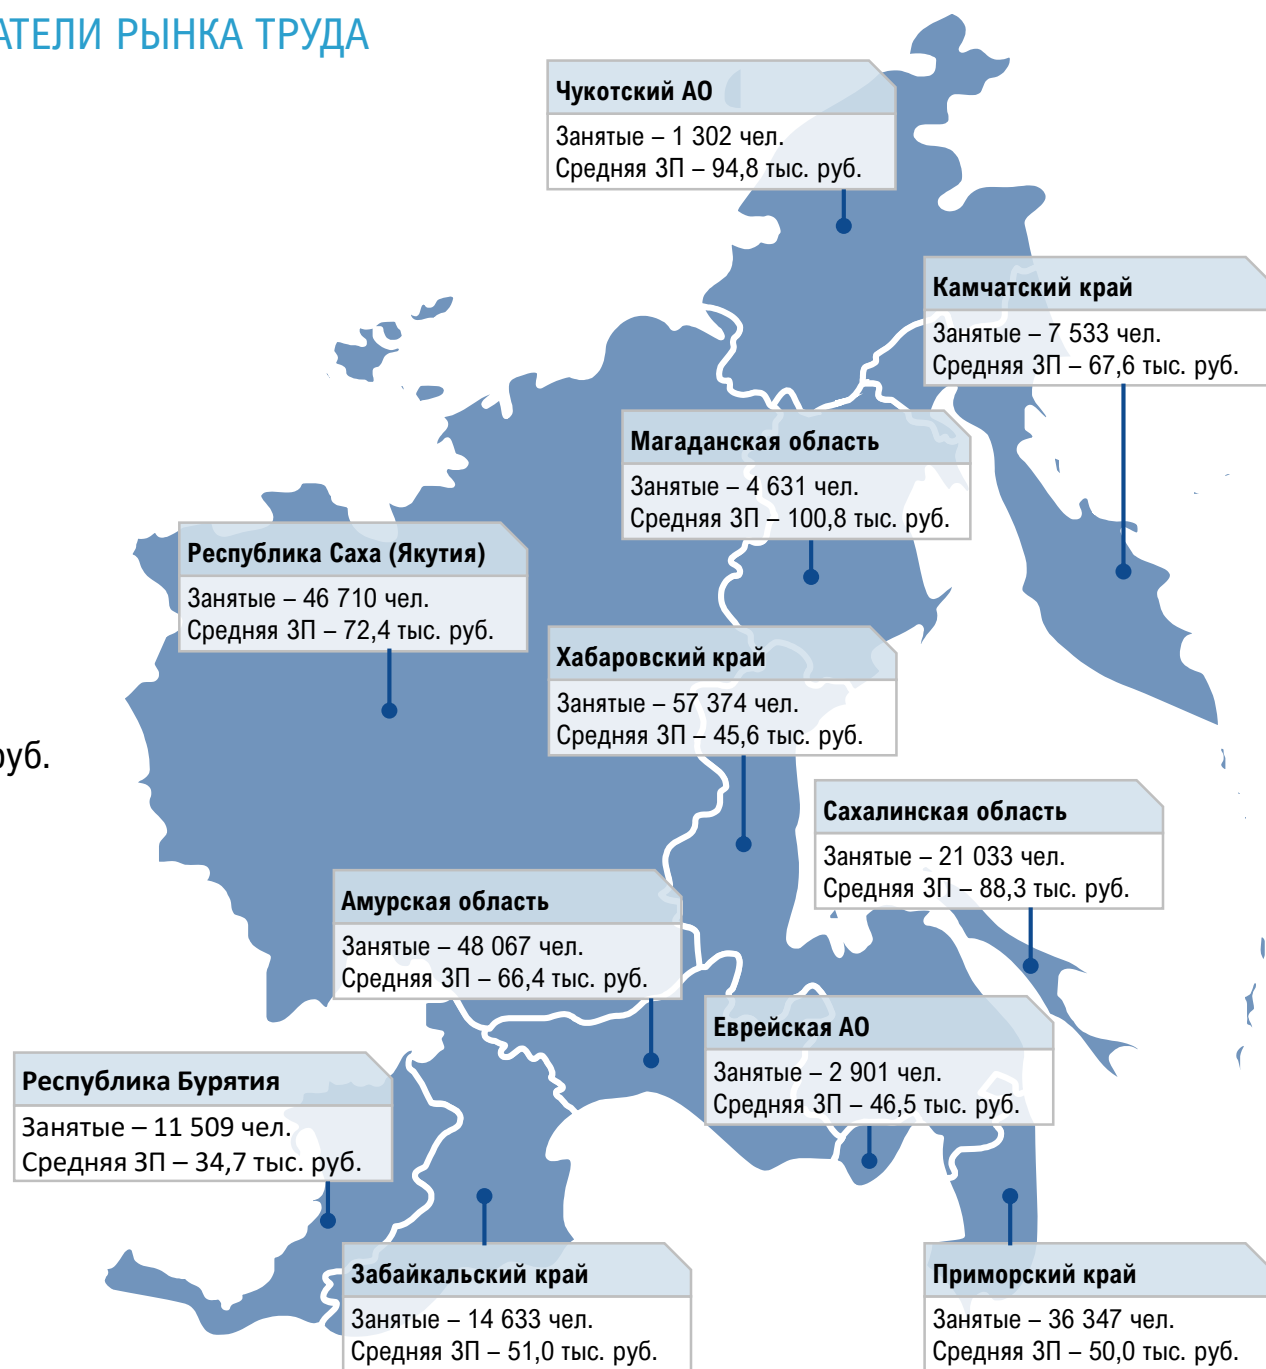 АТЕЛИ РЫНКА ТРУДА
Чукотский АО
Занятые – 1 302 чел.
Средняя ЗП – 94,8 тыс. руб.
Камчатский край
Занятые – 7 533 чел.
Средняя ЗП – 67,6 тыс. руб.
Магаданская область
Занятые – 4 631 чел.
Средняя ЗП – 100,8 тыс. руб.
Республика Саха (Якутия)
Занятые – 46 710 чел.
Средняя ЗП – 72,4 тыс. руб.
Хабаровский край
Занятые – 57 374 чел.
Средняя ЗП – 45,6 тыс. руб.
руб.
Сахалинская область
Занятые – 21 033 чел.
Средняя ЗП – 88,3 тыс. руб.
Амурская область
Занятые – 48 067 чел.
Средняя ЗП – 66,4 тыс. руб.
Еврейская АО
Занятые – 2 901 чел.
Средняя ЗП – 46,5 тыс. руб.
Республика Бурятия
Занятые – 11 509 чел.
Средняя ЗП – 34,7 тыс. руб.
Забайкальский край
Занятые – 14 633 чел.
Средняя ЗП – 51,0 тыс. руб.
Приморский край
Занятые – 36 347 чел.
Средняя ЗП – 50,0 тыс. руб.